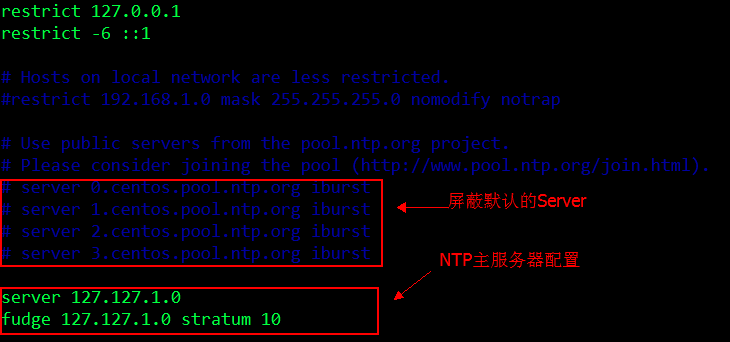 restrict 127.0.0.1
restrict -6 ::1
# Hosts on local network are less restricted.
#restrict 192.168.1.0 mask 255.255.255.0 nomodify notrap
# Use public servers from the pool.ntp.org project.
# Please consider joining the pool (http://www.pool.ntp.org/join.html).
# server 0.centos.pool.ntp.org iburst
# server 1.centos.pool.ntp.org iburst
屏蔽默认的Server
# server 2.centos.pool.ntp.org iburst
# server 3.centos.pool.ntp.org iburst
NTP主服务器配置
server 127.127.1.0
fudge 127.127.1.0 stratum 10